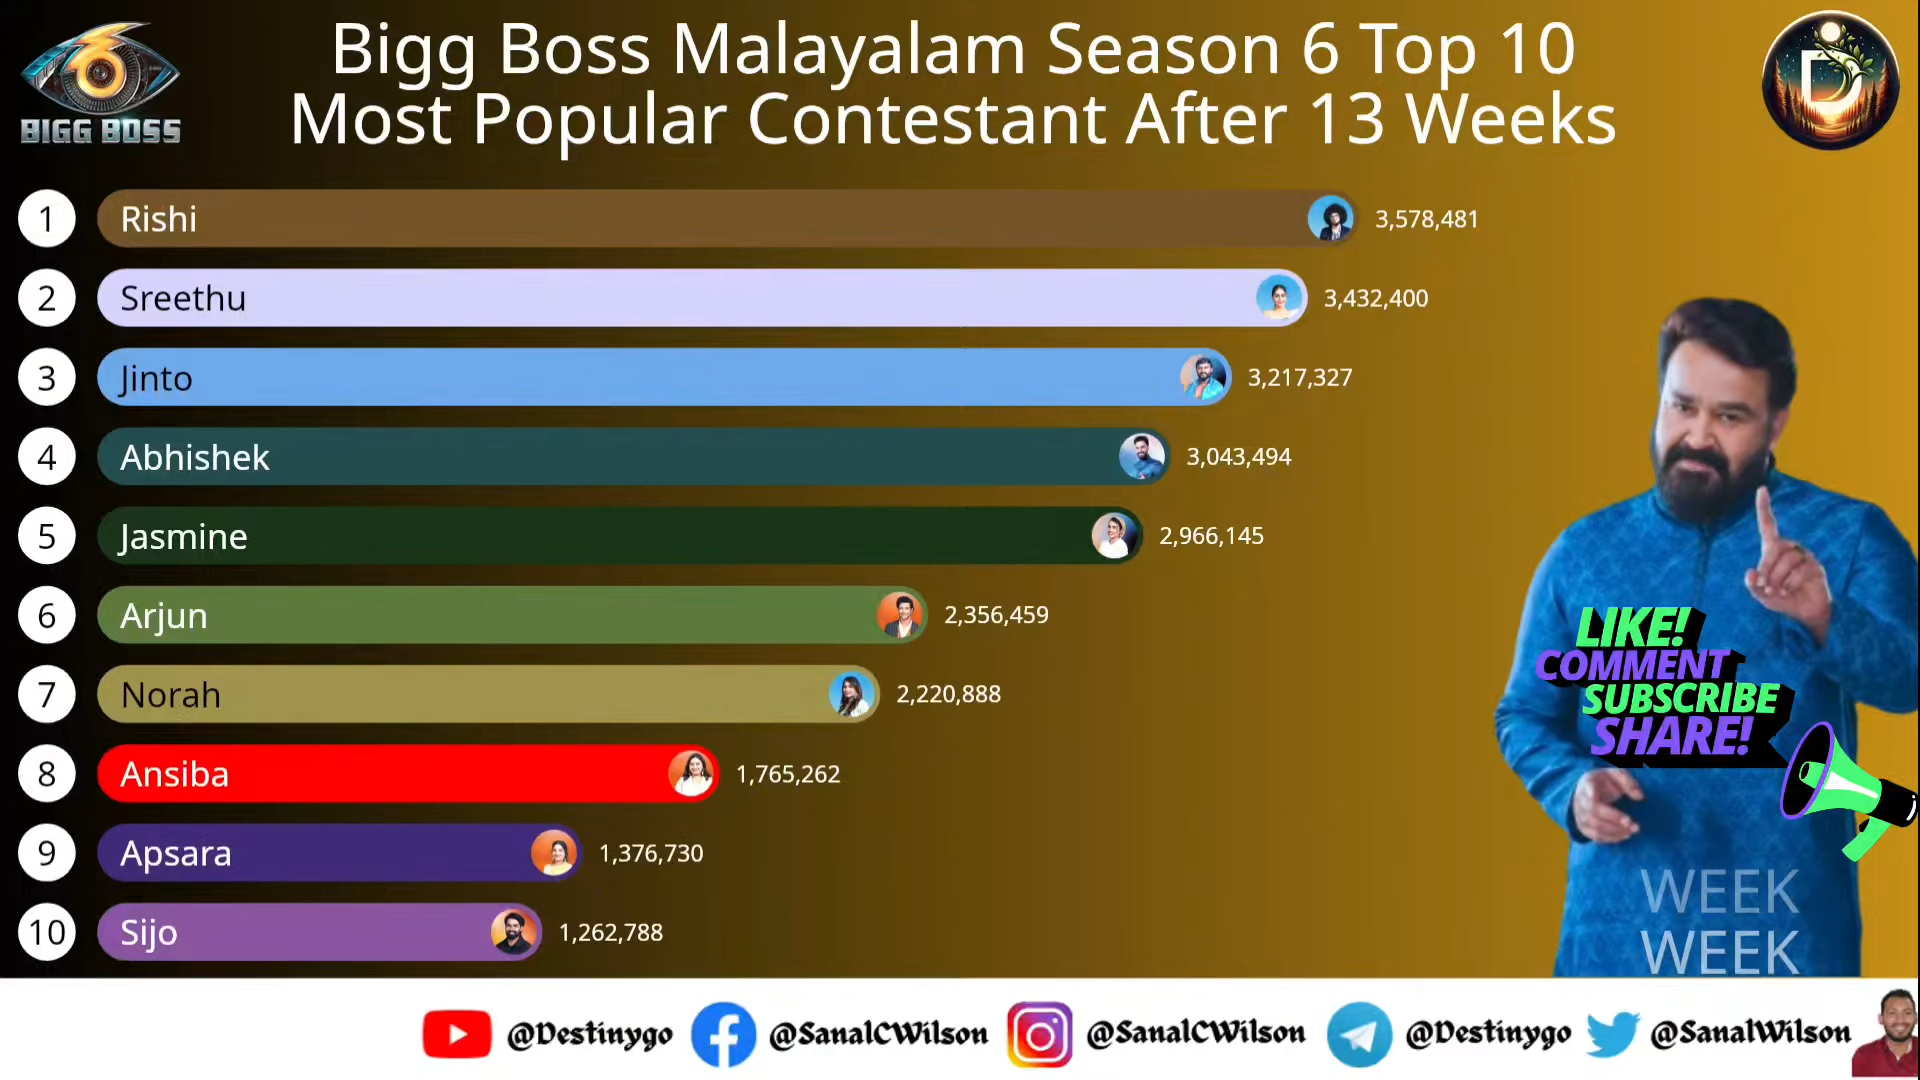 BIGG BOSS
Bigg Boss Malayalam Season 6 Top 10
Most Popular Contestant After 13 Weeks
D
1 Rishi 3,578,481
2 Sreethu 3,432,400
3 Jinto 3,217,327
4 Abhishek 3,043,494
5 Jasmine 2,966,145
6 Arjun 2,356,459
7 Norah 2,220,888
8 Ansiba 1,765,262
9 Apsara 1,376,730
10 Sijo 1,262,788
LIKE!
COMMENT
SUBSCRIBE
SHARE!
WEEK
WEEK
@Destinygo @SanalCWilson @SanalCWilson @Destinygo @SanalWilson